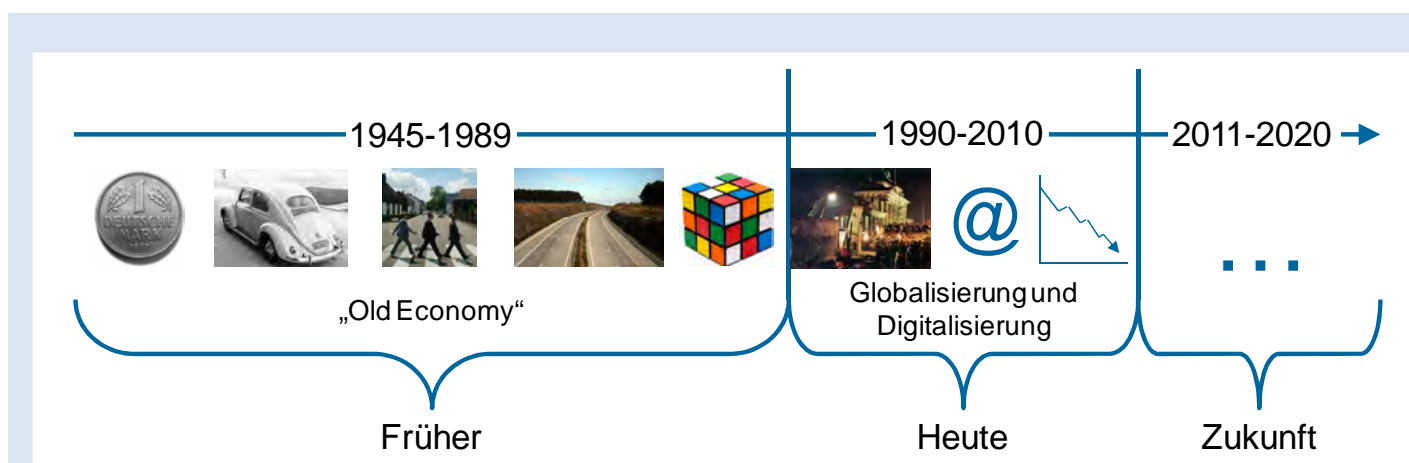 1945-1989
1990-2010
2011-2020
1
DEUTSCHE
MARK
@
...
„Old Economy“
Globalisierung und
Digitalisierung
Früher
Heute
Zukunft